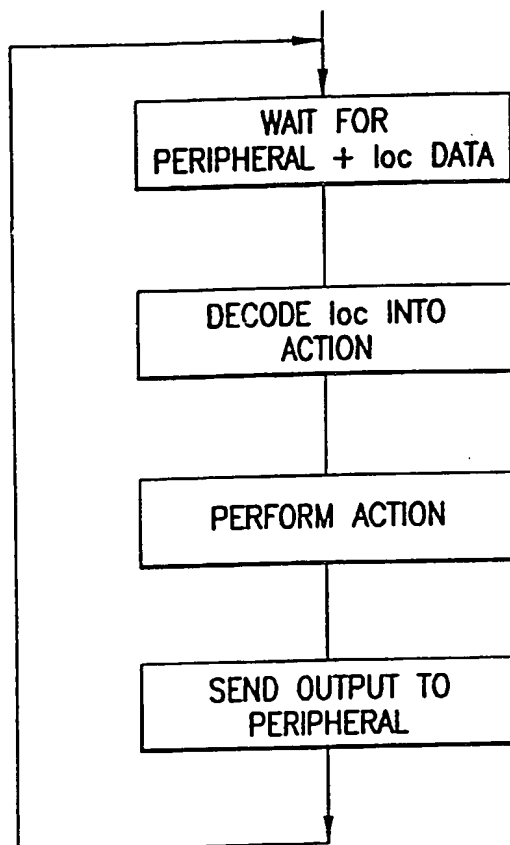 WAIT FOR
PERIPHERAL + loc DATA
DECODE loc INTO
ACTION
PERFORM ACTION
SEND OUTPUT TO
PERIPHERAL